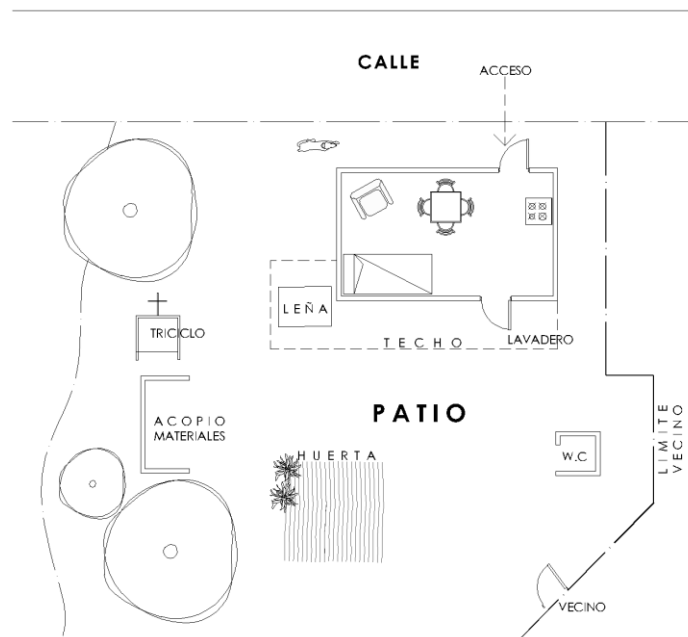 CALLE
ACCESO
LEÑA
TRICICLO
TECHO
LAVADERO
PATIO
ACOPIO
MATERIALES
LIMITE
VECINO
HUERTA
W.C
VECINO